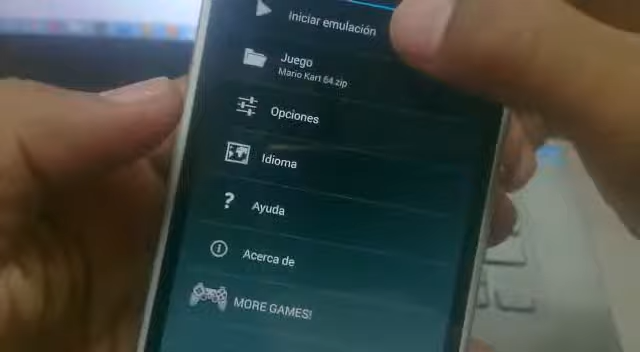 Iniciar emulación
Juego
Mario Kart 64.zip
Opciones
Idioma
Ayuda
Acerca de
MORE GAMES!